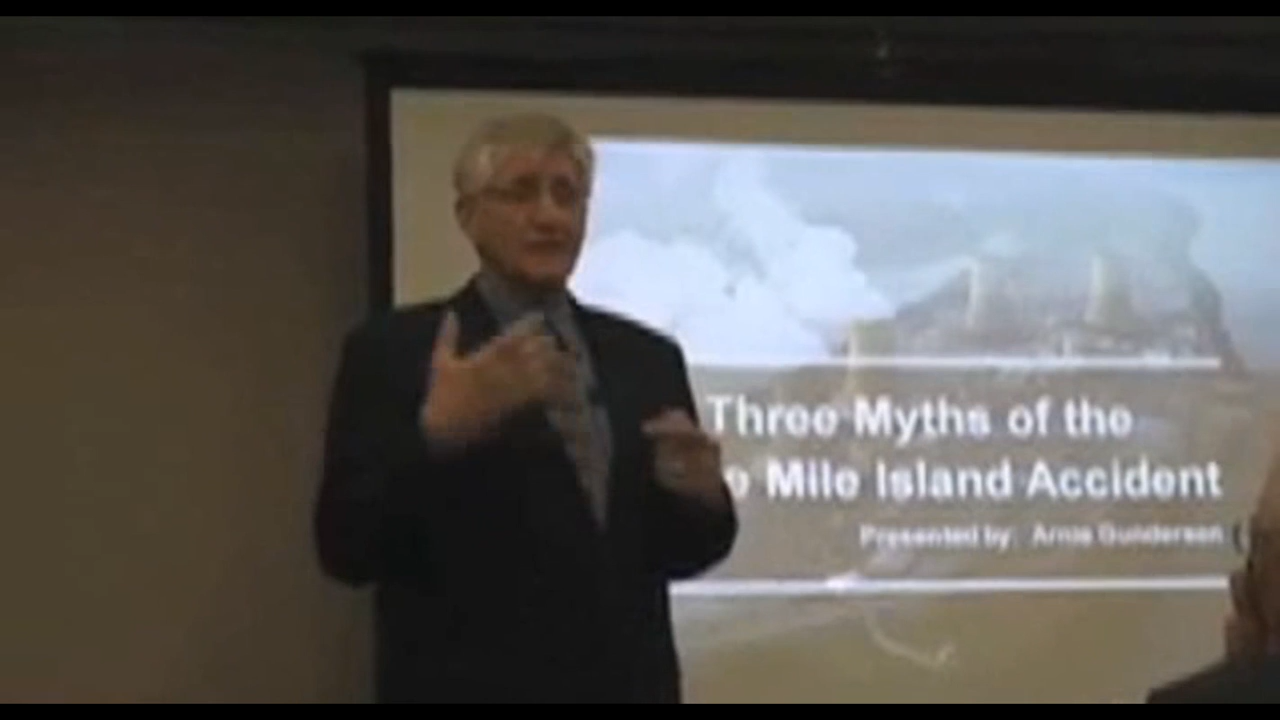 Three Myths of the
e Mile Island Accident
Presented by: Arnie Gundersen